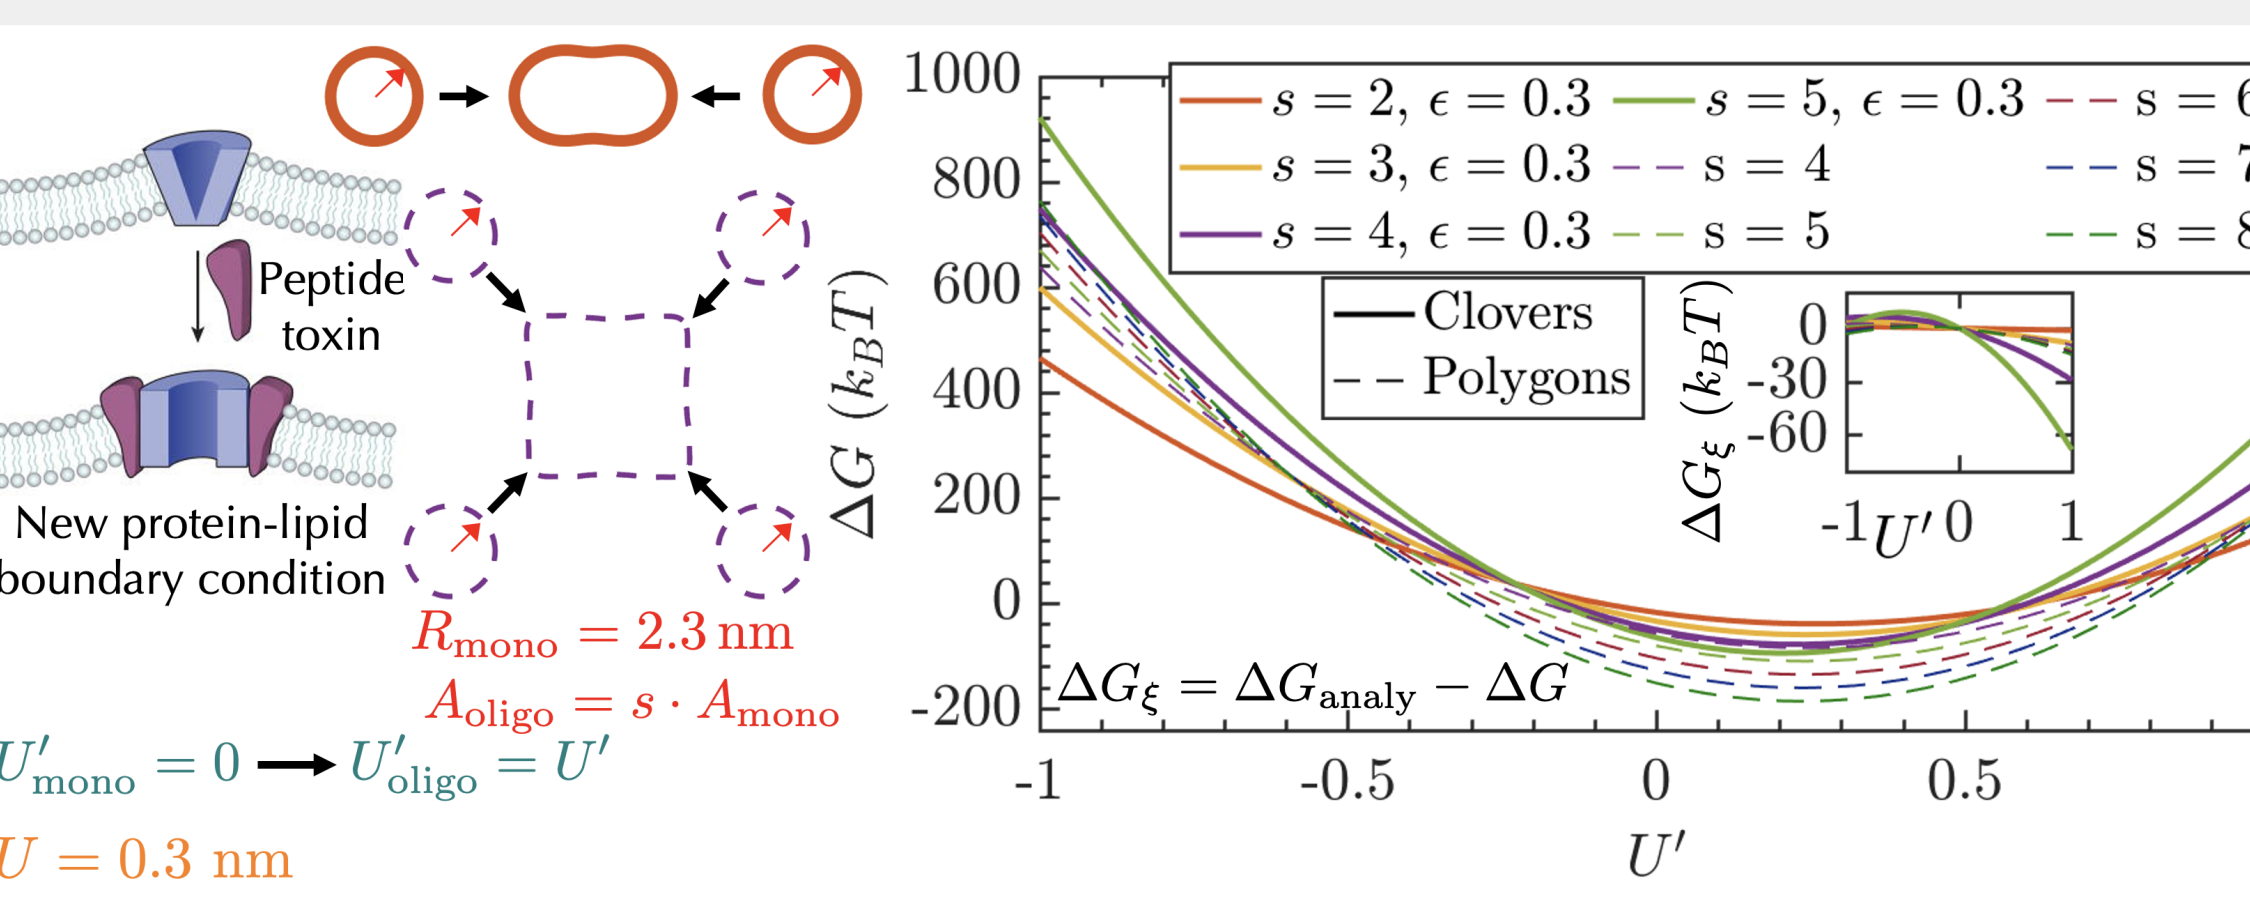 Peptide
toxin
New protein-lipid
boundary condition
R_mono = 2.3 nm
A_oligo = s · A_mono
U′_mono = 0 → U′_oligo = U′
U = 0.3 nm
ΔG (k_BT)
1000
800
600
400
200
0
-200
s = 2, ϵ = 0.3
s = 3, ϵ = 0.3
s = 4, ϵ = 0.3
s = 5, ϵ = 0.3
s = 4
s = 5
s = 6
s = 7
s = 8
Clovers
Polygons
ΔG_ξ (k_BT)
0
-30
-60
-1
U′
0
1
ΔG_ξ = ΔG_analy − ΔG
-1
-0.5
0
0.5
U′